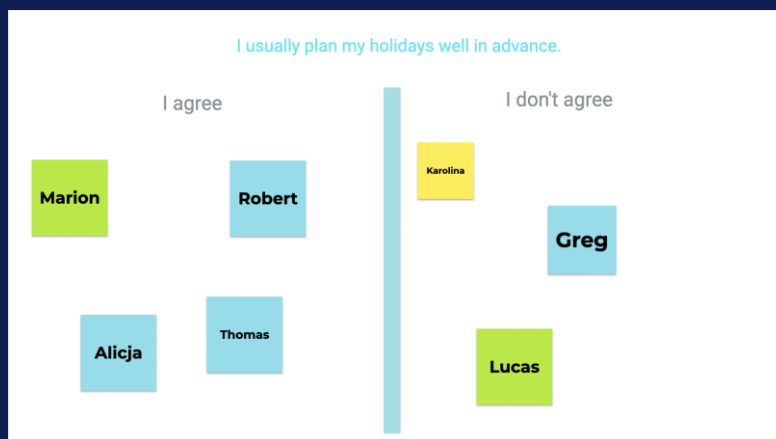 I usually plan my holidays well in advance.
I agree
I don't agree
Marion
Robert
Alicja
Thomas
Karolina
Greg
Lucas